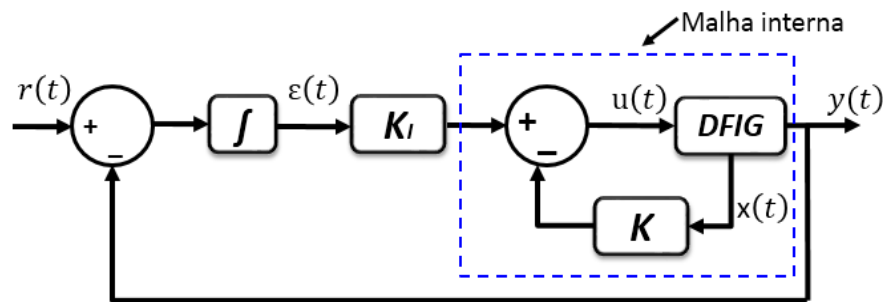 Malha interna
r(t)
+
−
∫
ε(t)
K_I
+
−
u(t)
DFIG
y(t)
x(t)
K